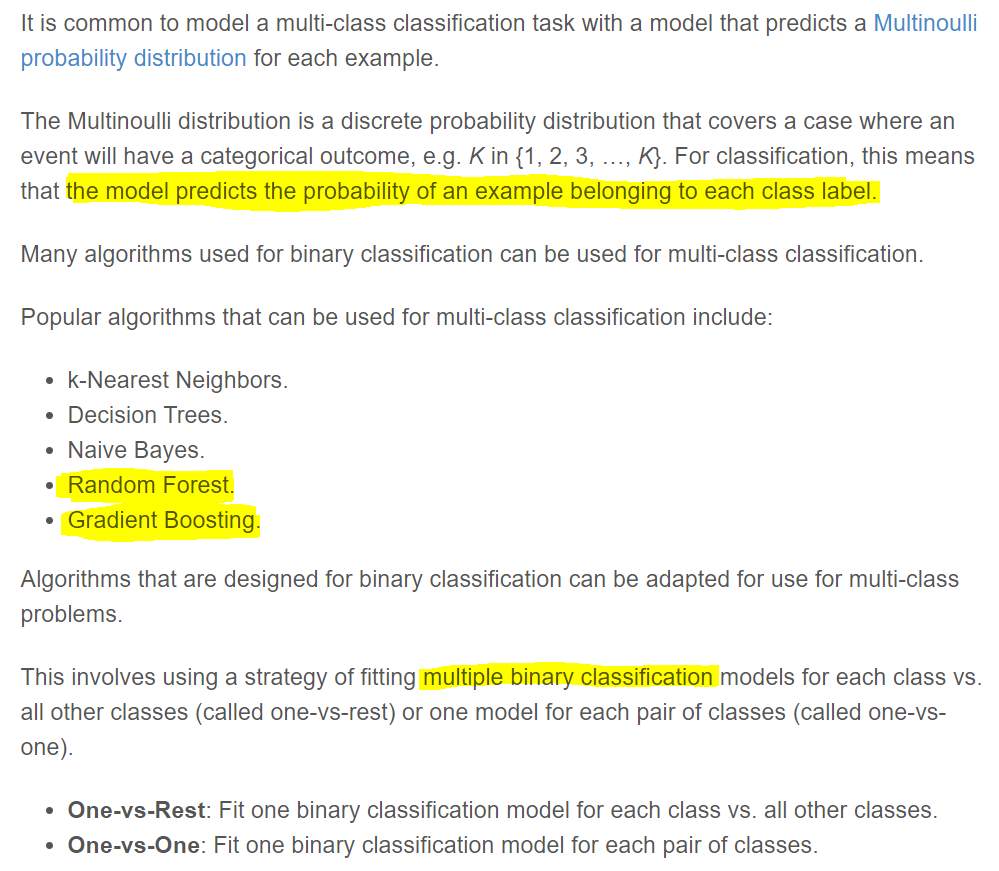 It is common to model a multi-class classification task with a model that predicts a Multinoulli
probability distribution for each example.
The Multinoulli distribution is a discrete probability distribution that covers a case where an
event will have a categorical outcome, e.g. K in {1, 2, 3, …, K}. For classification, this means
that the model predicts the probability of an example belonging to each class label.
Many algorithms used for binary classification can be used for multi-class classification.
Popular algorithms that can be used for multi-class classification include:
• k-Nearest Neighbors.
• Decision Trees.
• Naive Bayes.
• Random Forest.
• Gradient Boosting.
Algorithms that are designed for binary classification can be adapted for use for multi-class
problems.
This involves using a strategy of fitting multiple binary classification models for each class vs.
all other classes (called one-vs-rest) or one model for each pair of classes (called one-vs-
one).
• One-vs-Rest: Fit one binary classification model for each class vs. all other classes.
• One-vs-One: Fit one binary classification model for each pair of classes.